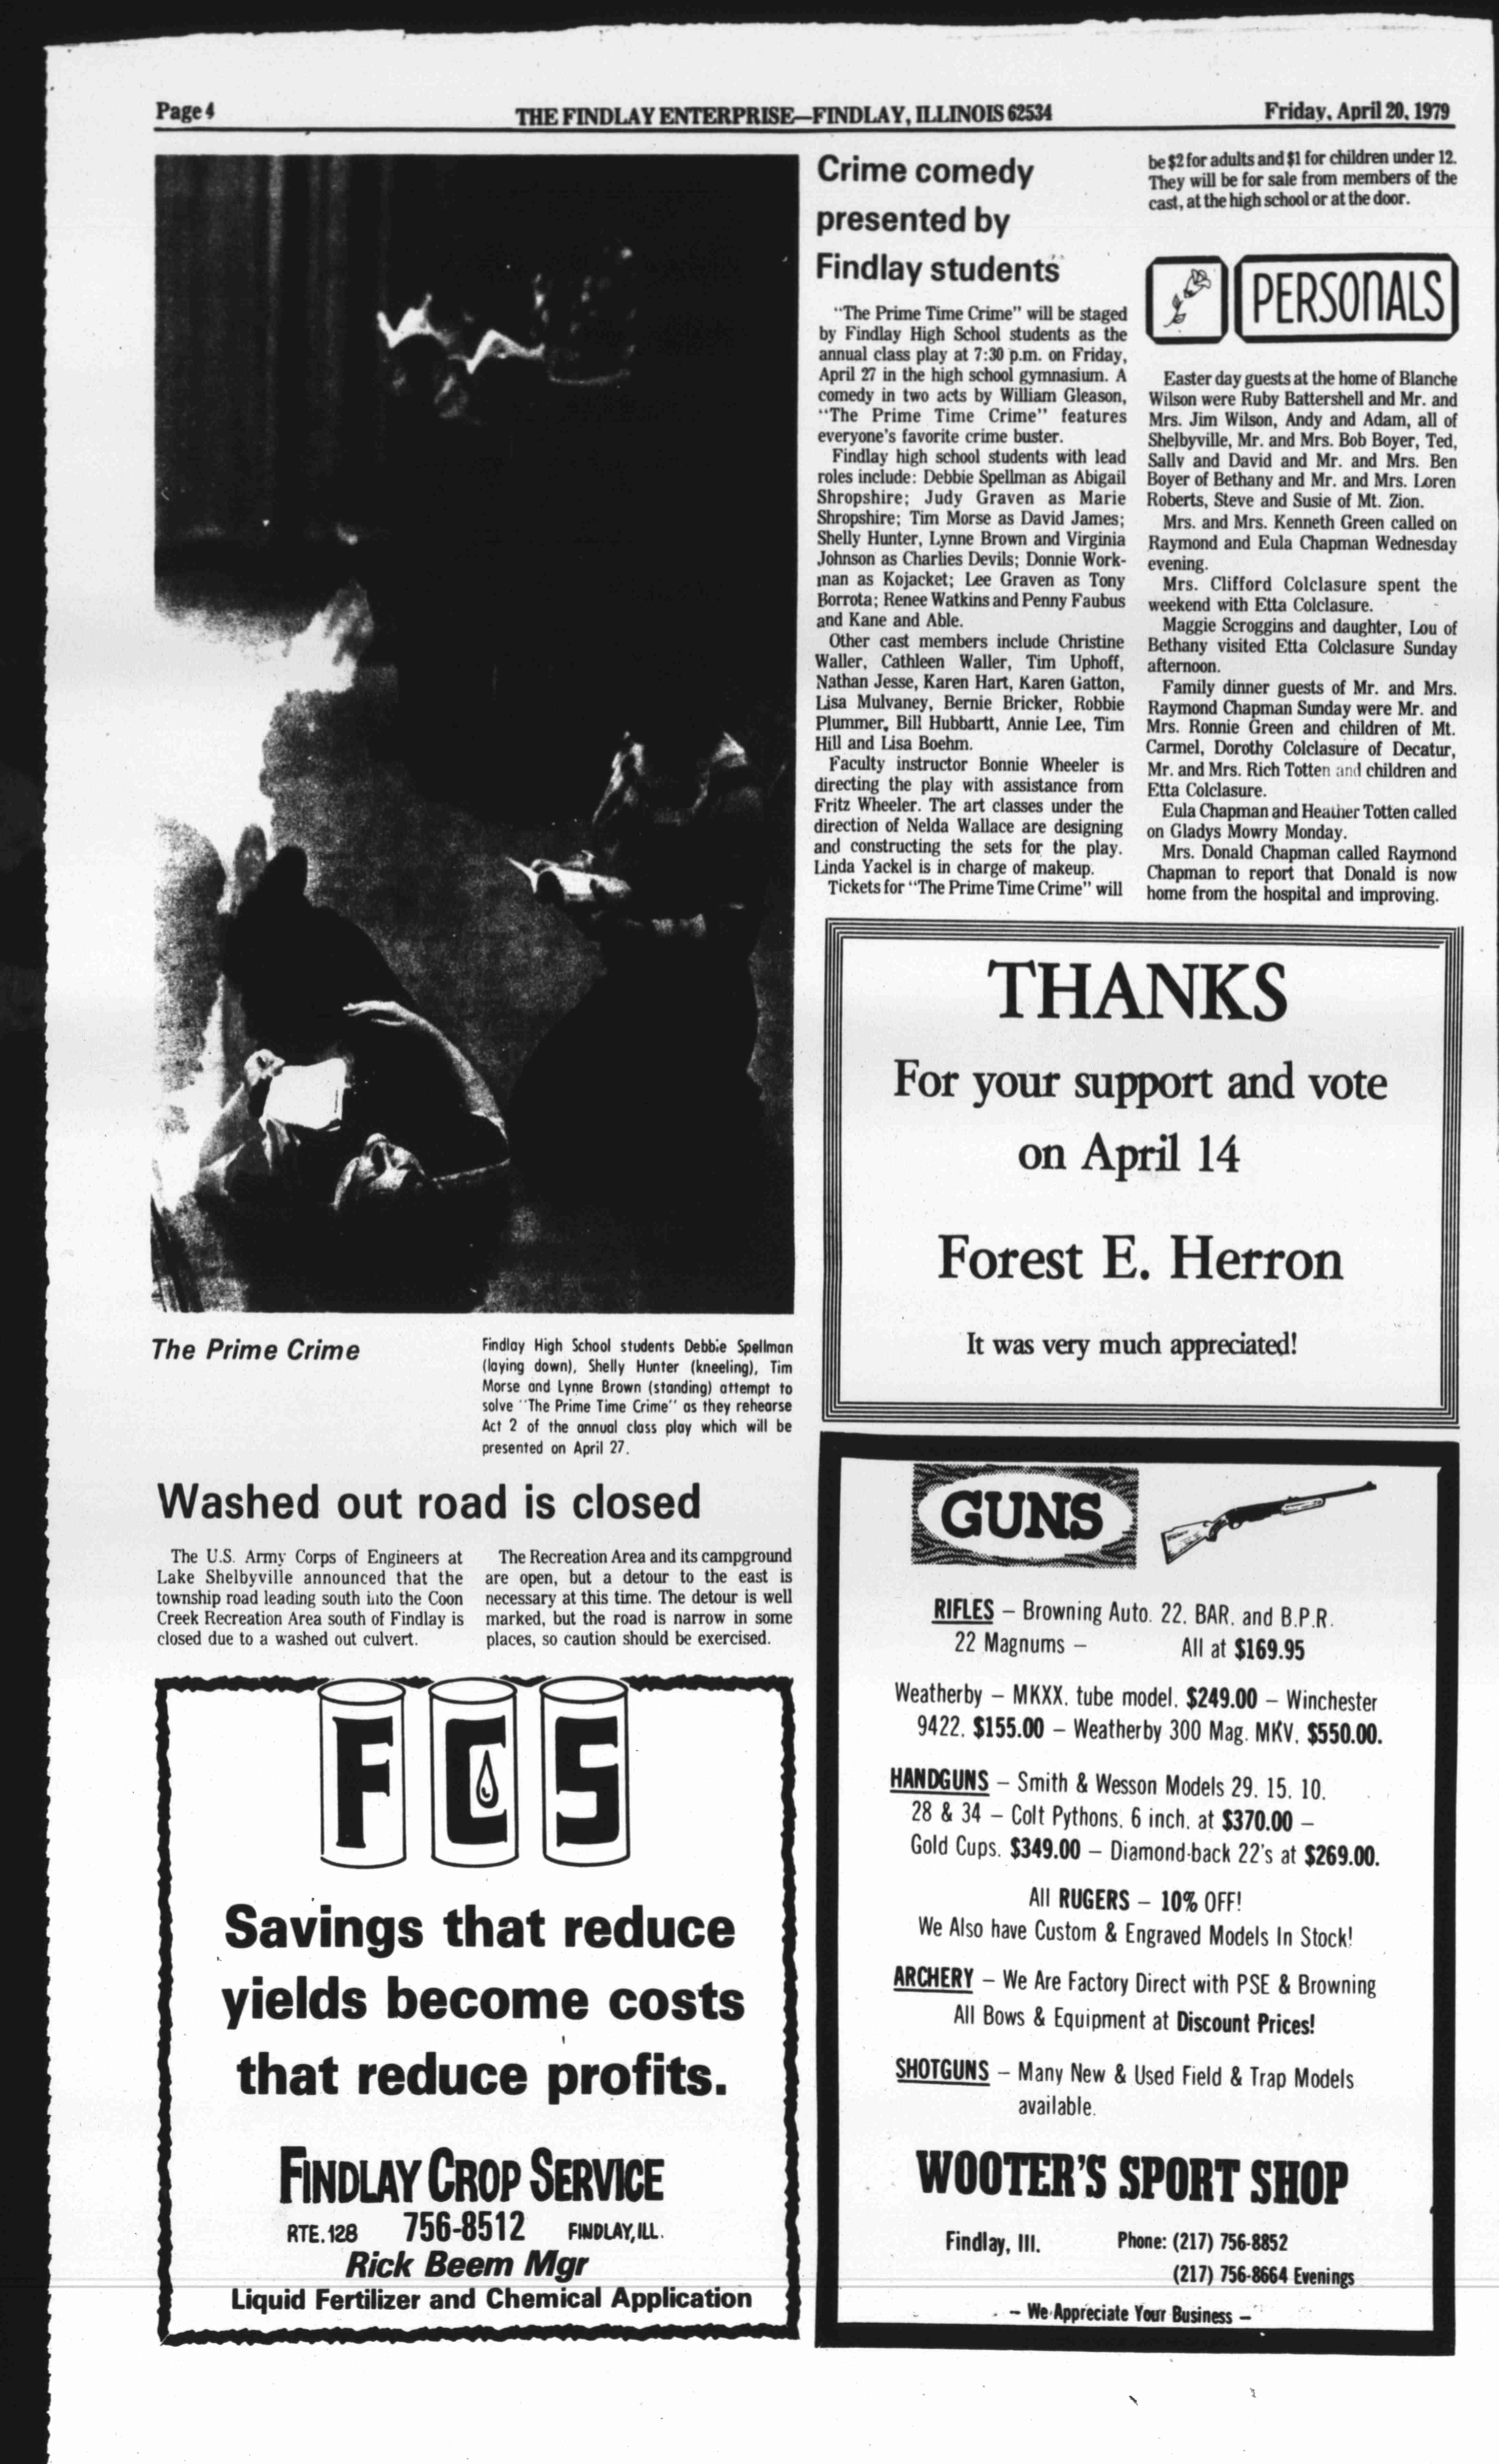 Page 4
THE FINDLAY ENTERPRISE—FINDLAY, ILLINOIS 62534
Friday, April 20, 1979
The Prime Crime
Findlay High School students Debbie Spellman
(laying down), Shelly Hunter (kneeling), Tim
Morse and Lynne Brown (standing) attempt to
solve "The Prime Time Crime" as they rehearse
Act 2 of the annual class play which will be
presented on April 27.
Crime comedy
presented by
Findlay students
"The Prime Time Crime" will be staged
by Findlay High School students as the
annual class play at 7:30 p.m. on Friday,
April 27 in the high school gymnasium. A
comedy in two acts by William Gleason,
"The Prime Time Crime" features
everyone's favorite crime buster.
Findlay high school students with lead
roles include: Debbie Spellman as Abigail
Shropshire; Judy Graven as Marie
Shropshire; Tim Morse as David James;
Shelly Hunter, Lynne Brown and Virginia
Johnson as Charlies Devils; Donnie Work-
man as Kojacket; Lee Graven as Tony
Borrota; Renee Watkins and Penny Faubus
and Kane and Able.
Other cast members include Christine
Waller, Cathleen Waller, Tim Uphoff,
Nathan Jesse, Karen Hart, Karen Gatton,
Lisa Mulvaney, Bernie Bricker, Robbie
Plummer, Bill Hubbartt, Annie Lee, Tim
Hill and Lisa Boehm.
Faculty instructor Bonnie Wheeler is
directing the play with assistance from
Fritz Wheeler. The art classes under the
direction of Nelda Wallace are designing
and constructing the sets for the play.
Linda Yackel is in charge of makeup.
Tickets for "The Prime Time Crime" will
be $2 for adults and $1 for children under 12.
They will be for sale from members of the
cast, at the high school or at the door.
PERSONALS
Easter day guests at the home of Blanche
Wilson were Ruby Battershell and Mr. and
Mrs. Jim Wilson, Andy and Adam, all of
Shelbyville, Mr. and Mrs. Bob Boyer, Ted,
Sally and David and Mr. and Mrs. Ben
Boyer of Bethany and Mr. and Mrs. Loren
Roberts, Steve and Susie of Mt. Zion.
Mrs. and Mrs. Kenneth Green called on
Raymond and Eula Chapman Wednesday
evening.
Mrs. Clifford Colclasure spent the
weekend with Etta Colclasure.
Maggie Scroggins and daughter, Lou of
Bethany visited Etta Colclasure Sunday
afternoon.
Family dinner guests of Mr. and Mrs.
Raymond Chapman Sunday were Mr. and
Mrs. Ronnie Green and children of Mt.
Carmel, Dorothy Colclasure of Decatur,
Mr. and Mrs. Rich Totten and children and
Etta Colclasure.
Eula Chapman and Heather Totten called
on Gladys Mowry Monday.
Mrs. Donald Chapman called Raymond
Chapman to report that Donald is now
home from the hospital and improving.
THANKS
For your support and vote
on April 14
Forest E. Herron
It was very much appreciated!
Washed out road is closed
The U.S. Army Corps of Engineers at
Lake Shelbyville announced that the
township road leading south into the Coon
Creek Recreation Area south of Findlay is
closed due to a washed out culvert.
The Recreation Area and its campground
are open, but a detour to the east is
necessary at this time. The detour is well
marked, but the road is narrow in some
places, so caution should be exercised.
FCS
Savings that reduce
yields become costs
that reduce profits.
FINDLAY CROP SERVICE
RTE. 128 756-8512 FINDLAY, ILL.
Rick Beem Mgr
Liquid Fertilizer and Chemical Application
GUNS
RIFLES – Browning Auto. 22. BAR. and B.P.R.
22 Magnums – All at $169.95
Weatherby – MKXX. tube model. $249.00 – Winchester
9422. $155.00 – Weatherby 300 Mag. MKV. $550.00.
HANDGUNS – Smith & Wesson Models 29. 15. 10.
28 & 34 – Colt Pythons. 6 inch. at $370.00 –
Gold Cups. $349.00 – Diamond-back 22's at $269.00.
All RUGERS – 10% OFF!
We Also have Custom & Engraved Models In Stock!
ARCHERY – We Are Factory Direct with PSE & Browning
All Bows & Equipment at Discount Prices!
SHOTGUNS – Many New & Used Field & Trap Models
available.
WOOTER'S SPORT SHOP
Findlay, Ill. Phone: (217) 756-8852
(217) 756-8664 Evenings
– We Appreciate Your Business –